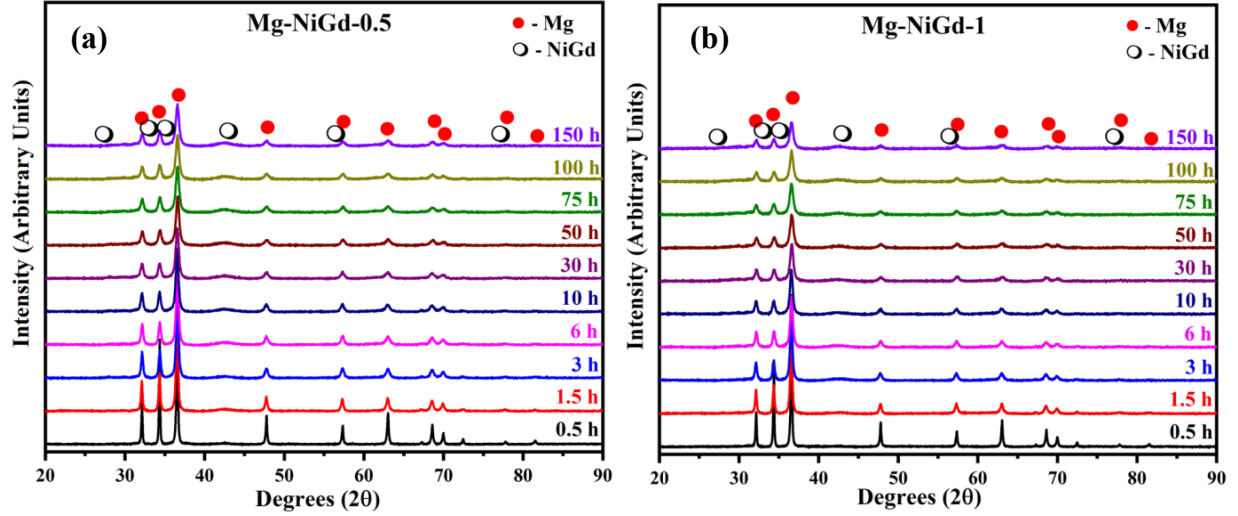 (a)
Mg-NiGd-0.5
- Mg
- NiGd
Intensity (Arbitrary Units)
150 h
100 h
75 h
50 h
30 h
10 h
6 h
3 h
1.5 h
0.5 h
20 30 40 50 60 70 80 90
Degrees (2θ)
(b)
Mg-NiGd-1
- Mg
- NiGd
Intensity (Arbitrary Units)
150 h
100 h
75 h
50 h
30 h
10 h
6 h
3 h
1.5 h
0.5 h
20 30 40 50 60 70 80 90
Degrees (2θ)